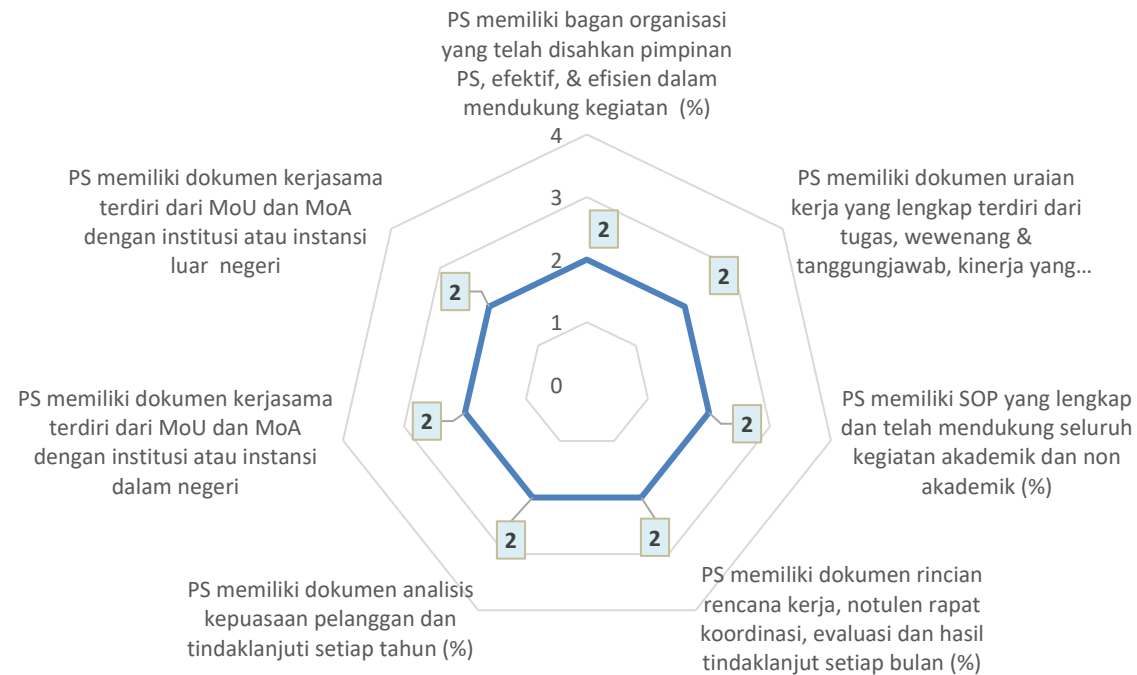 PS memiliki bagan organisasi
yang telah disahkan pimpinan
PS, efektif, & efisien dalam
mendukung kegiatan (%)
4
3
2
1
0
2
PS memiliki dokumen uraian
kerja yang lengkap terdiri dari
tugas, wewenang &
tanggungjawab, kinerja yang...
2
PS memiliki SOP yang lengkap
dan telah mendukung seluruh
kegiatan akademik dan non
akademik (%)
2
PS memiliki dokumen rincian
rencana kerja, notulen rapat
koordinasi, evaluasi dan hasil
tindaklanjut setiap bulan (%)
2
PS memiliki dokumen analisis
kepuasaan pelanggan dan
tindaklanjuti setiap tahun (%)
2
PS memiliki dokumen kerjasama
terdiri dari MoU dan MoA
dengan institusi atau instansi
dalam negeri
2
PS memiliki dokumen kerjasama
terdiri dari MoU dan MoA
dengan institusi atau instansi
luar negeri
2